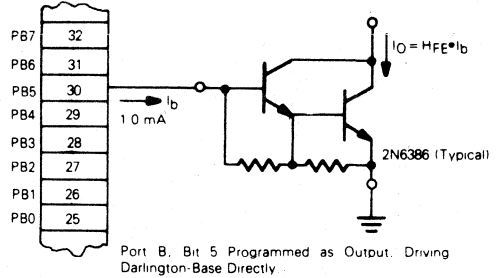 PB7 32
PB6 31
PB5 30
PB4 29
PB3 28
PB2 27
PB1 26
PB0 25
Ib
1 0 mA
IO = HFE•Ib
2N6386 (Typical)
Port B, Bit 5 Programmed as Output, Driving
Darlington-Base Directly